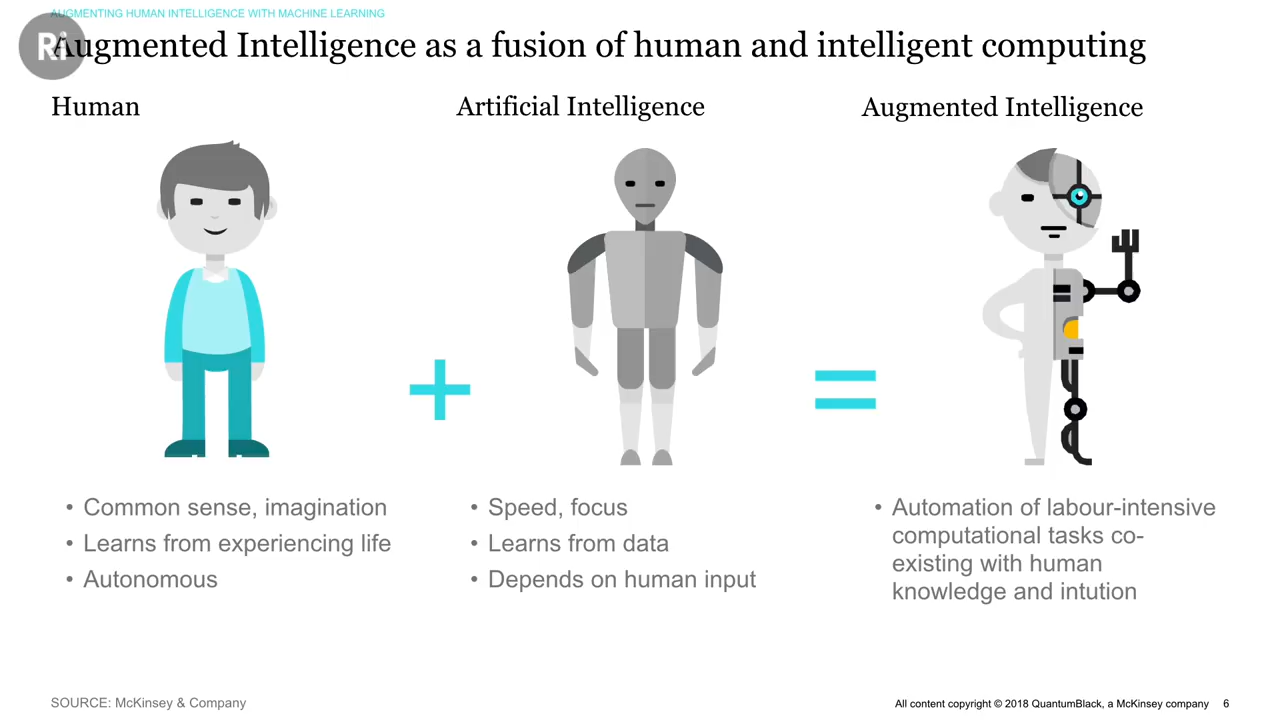 AUGMENTING HUMAN INTELLIGENCE WITH MACHINE LEARNING
Ri
Augmented Intelligence as a fusion of human and intelligent computing
Human
Artificial Intelligence
Augmented Intelligence
+
=
• Common sense, imagination
• Learns from experiencing life
• Autonomous
• Speed, focus
• Learns from data
• Depends on human input
• Automation of labour-intensive
computational tasks co-
existing with human
knowledge and intution
SOURCE: McKinsey & Company
All content copyright © 2018 QuantumBlack, a McKinsey company
6